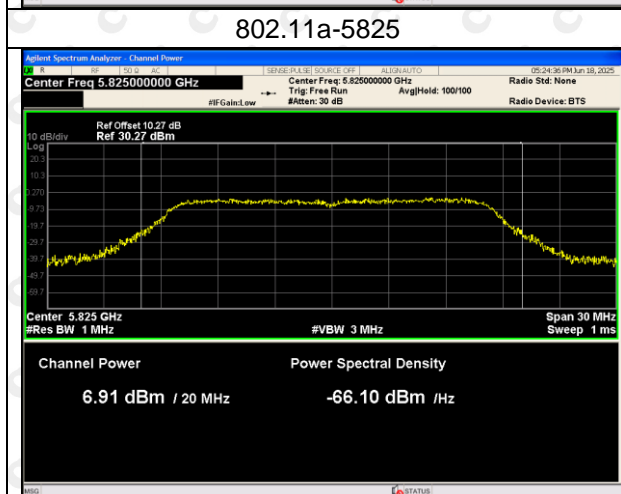 STATUS
802.11a-5825
Agilent Spectrum Analyzer - Channel Power
R RF 50 Ω AC SENSE:PULSE SOURCE OFF ALIGNAUTO 05:24:36 PM Jun 18, 2025
Center Freq 5.825000000 GHz Center Freq: 5.825000000 GHz Radio Std: None
Trig: Free Run Avg|Hold: 100/100
#IFGain:Low #Atten: 30 dB Radio Device: BTS
Ref Offset 10.27 dB
10 dB/div Ref 30.27 dBm
Log
20.3
10.3
0.270
-9.73
-19.7
-29.7
-39.7
-49.7
-59.7
Center 5.825 GHz Span 30 MHz
#Res BW 1 MHz #VBW 3 MHz Sweep 1 ms
Channel Power Power Spectral Density
6.91 dBm / 20 MHz -66.10 dBm /Hz
MSG STATUS